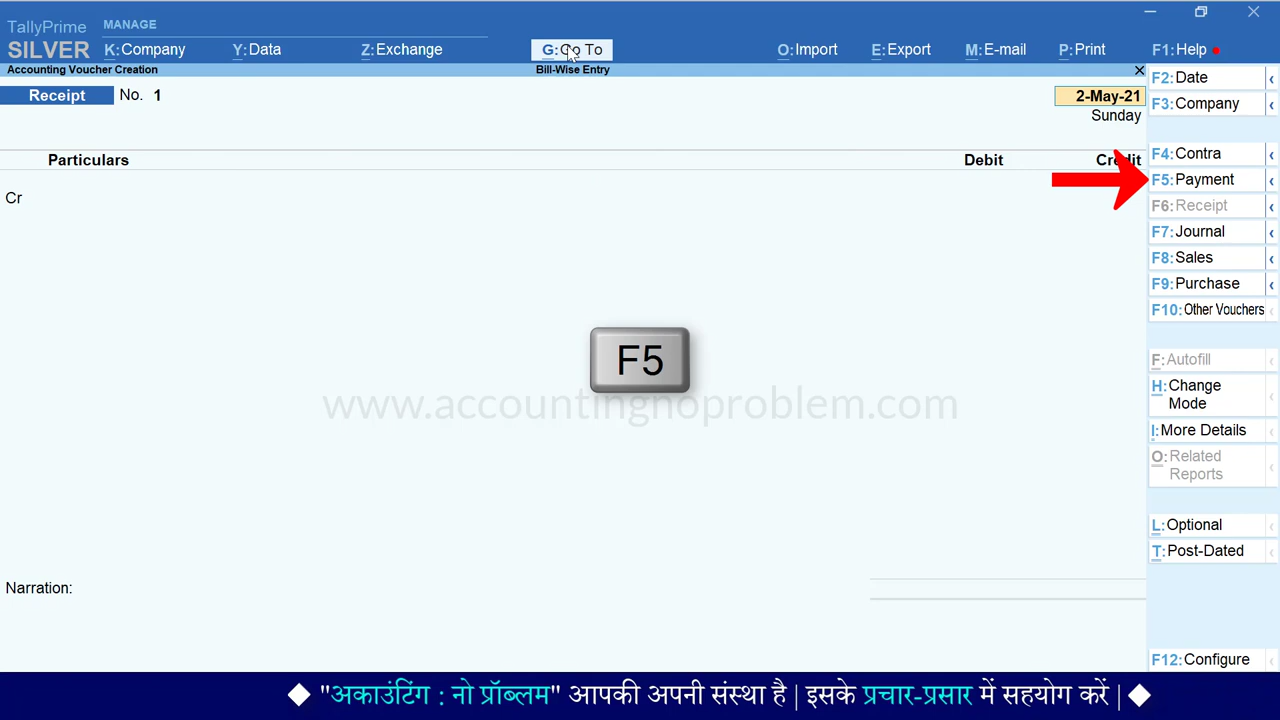 TallyPrime
MANAGE
SILVER
K:Company
Y:Data
Z:Exchange
G:Go To
O:Import
E:Export
M:E-mail
P:Print
F1:Help
Accounting Voucher Creation
Bill-Wise Entry
Receipt No. 1
2-May-21
Sunday
Particulars
Debit
Credit
Cr
F2:Date
F3:Company
F4:Contra
F5:Payment
F6:Receipt
F7:Journal
F8:Sales
F9:Purchase
F10:Other Vouchers
F:Autofill
H:Change
Mode
I:More Details
O:Related
Reports
L:Optional
T:Post-Dated
F12:Configure
F5
www.accountingnoproblem.com
Narration:
"अकाउंटिंग : नो प्रॉब्लम" आपकी अपनी संस्था है | इसके प्रचार-प्रसार में सहयोग करें |